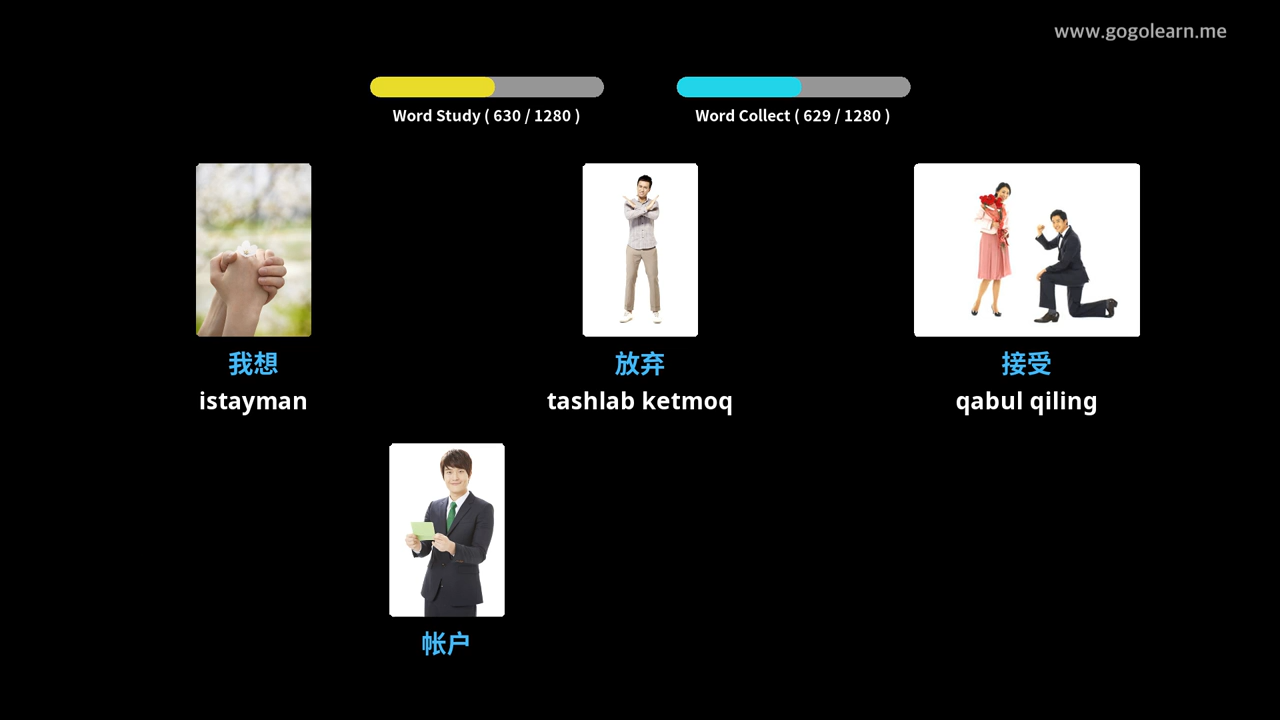 www.gogolearn.me
Word Study ( 630 / 1280 )
Word Collect ( 629 / 1280 )
我想
放弃
接受
istayman
tashlab ketmoq
qabul qiling
帐户